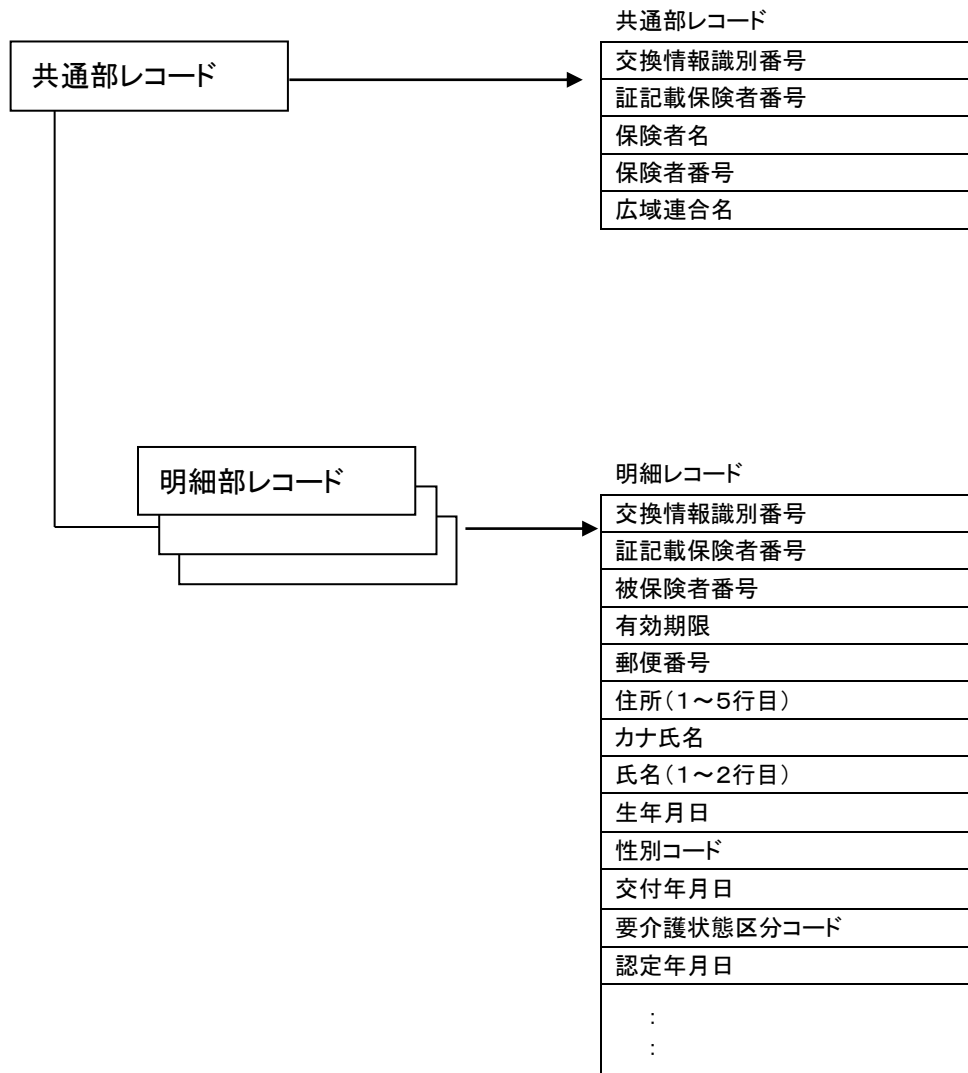 共通部レコード
共通部レコード
交換情報識別番号
証記載保険者番号
保険者名
保険者番号
広域連合名
明細部レコード
明細レコード
交換情報識別番号
証記載保険者番号
被保険者番号
有効期限
郵便番号
住所(1～5行目)
カナ氏名
氏名(1～2行目)
生年月日
性別コード
交付年月日
要介護状態区分コード
認定年月日
:
: